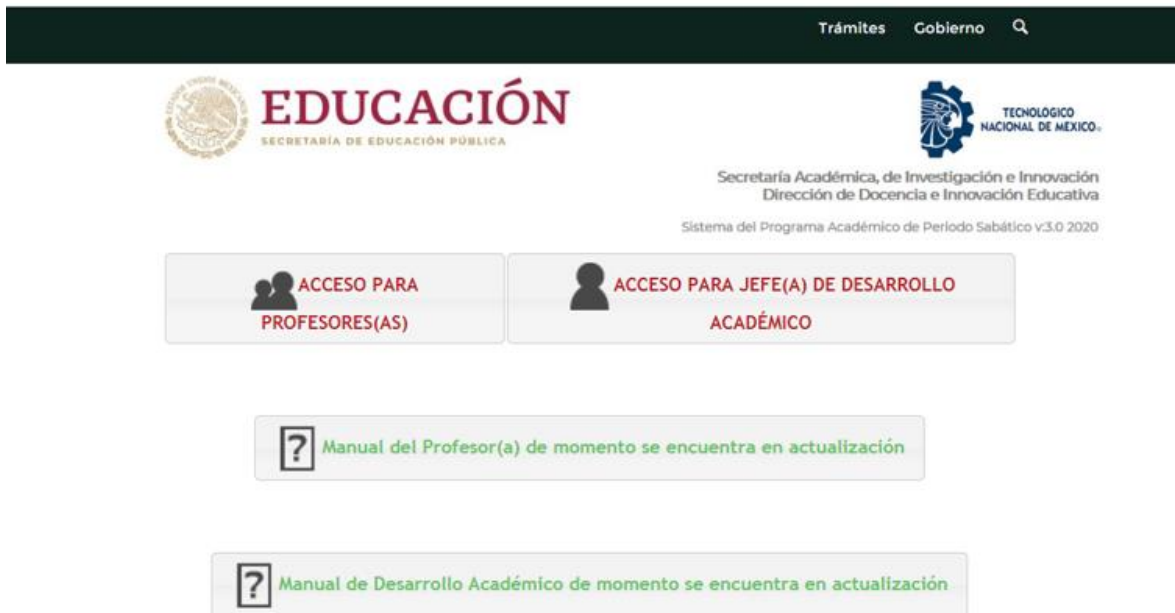 Trámites Gobierno
EDUCACIÓN
SECRETARÍA DE EDUCACIÓN PÚBLICA
TECNOLÓGICO
NACIONAL DE MÉXICO®
Secretaría Académica, de Investigación e Innovación
Dirección de Docencia e Innovación Educativa
Sistema del Programa Académico de Periodo Sabático v:3.0 2020
ACCESO PARA
PROFESORES(AS)
ACCESO PARA JEFE(A) DE DESARROLLO
ACADÉMICO
Manual del Profesor(a) de momento se encuentra en actualización
Manual de Desarrollo Académico de momento se encuentra en actualización